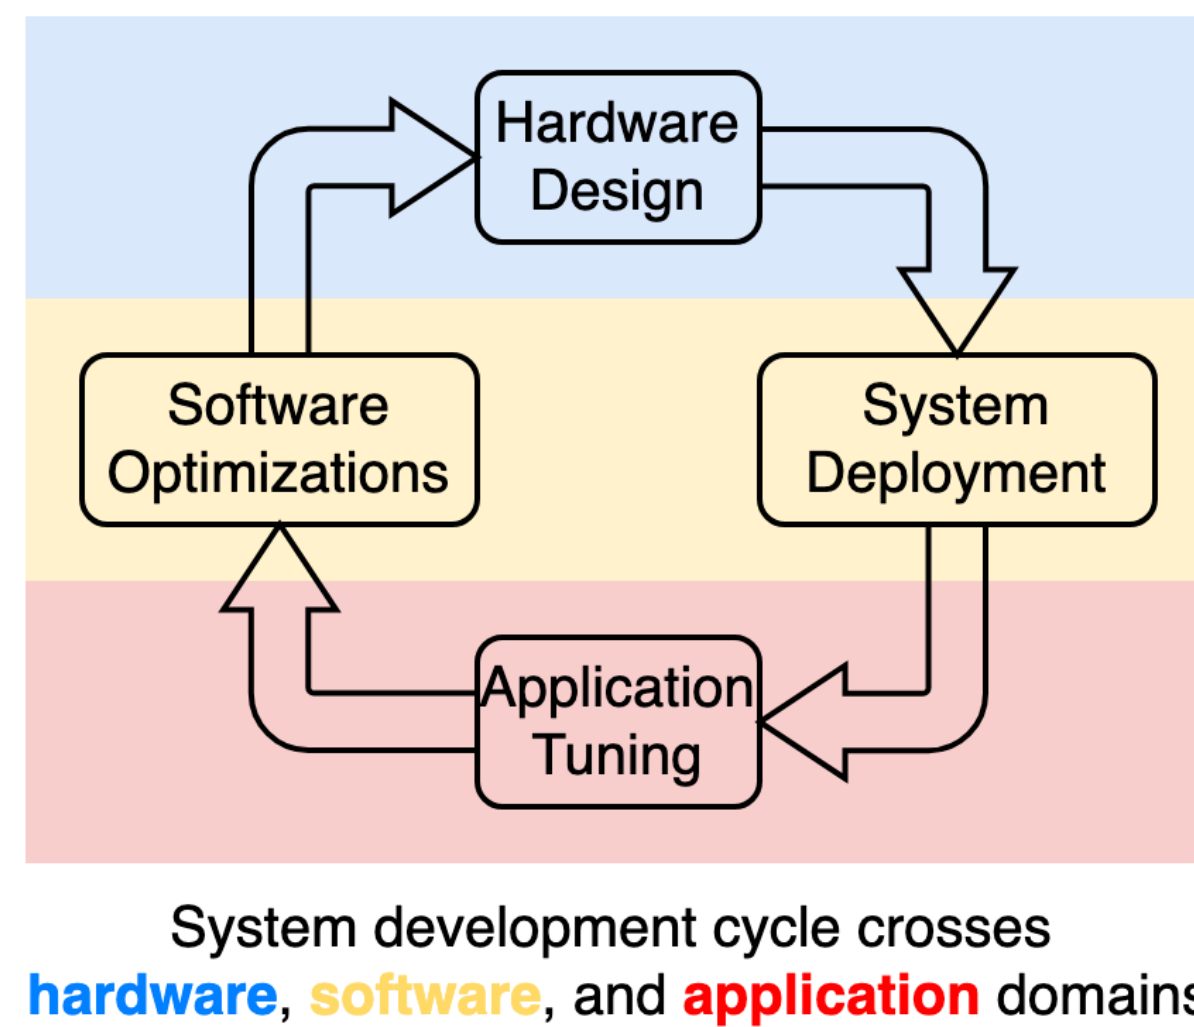 Hardware
Design
Software
Optimizations
System
Deployment
Application
Tuning
System development cycle crosses
hardware, software, and application domains